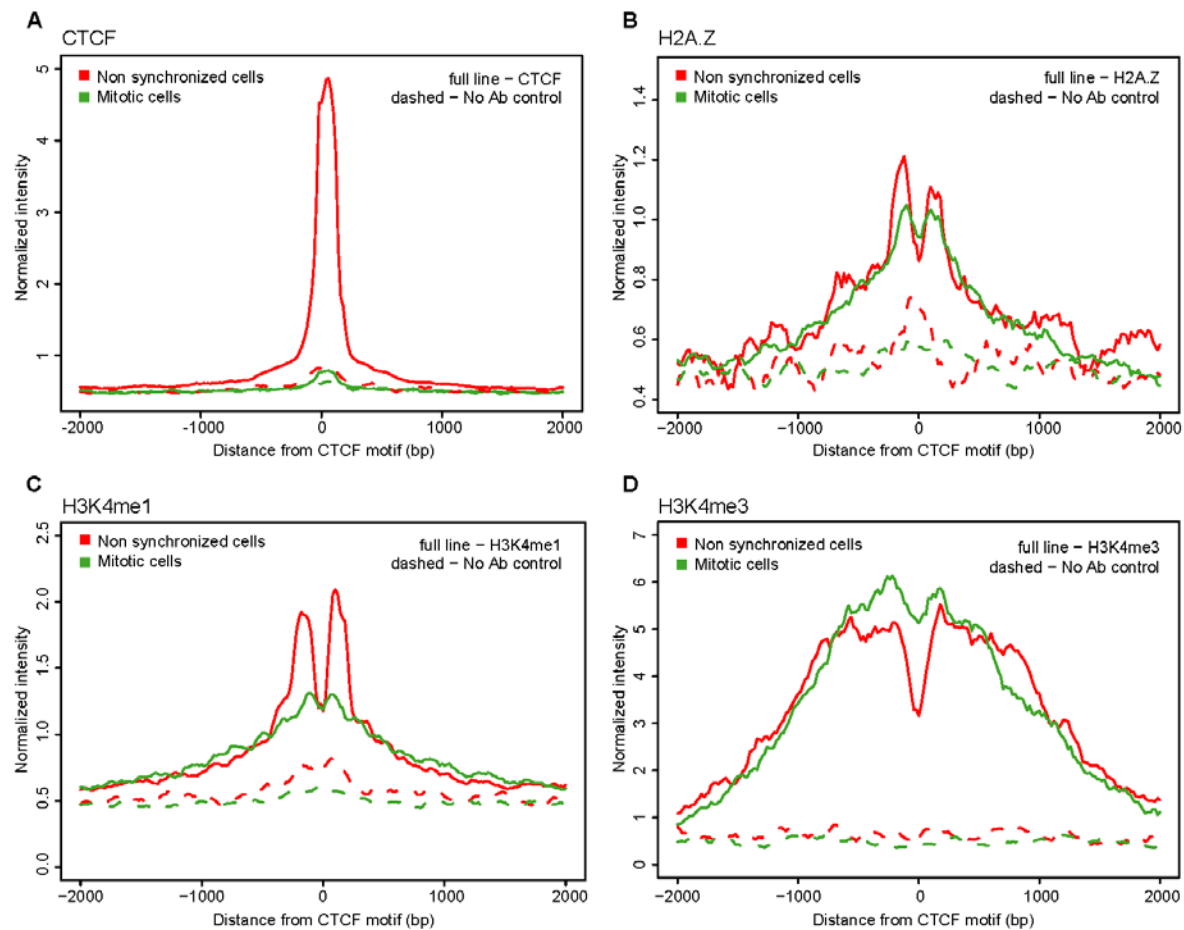 A
CTCF
Non synchronized cells
Mitotic cells
full line – CTCF
dashed – No Ab control
Normalized intensity
5
4
3
2
1
-2000 -1000 0 1000 2000
Distance from CTCF motif (bp)
B
H2A.Z
Non synchronized cells
Mitotic cells
full line – H2A.Z
dashed – No Ab control
Normalized intensity
1.4
1.2
1.0
0.8
0.6
0.4
−2000 −1000 0 1000 2000
Distance from CTCF motif (bp)
C
H3K4me1
Non synchronized cells
Mitotic cells
full line – H3K4me1
dashed – No Ab control
Normalized intensity
2.5
2.0
1.5
1.0
0.5
0.0
−2000 −1000 0 1000 2000
Distance from CTCF motif (bp)
D
H3K4me3
Non synchronized cells
Mitotic cells
full line – H3K4me3
dashed – No Ab control
Normalized intensity
7
6
5
4
3
2
1
0
−2000 −1000 0 1000 2000
Distance from CTCF motif (bp)